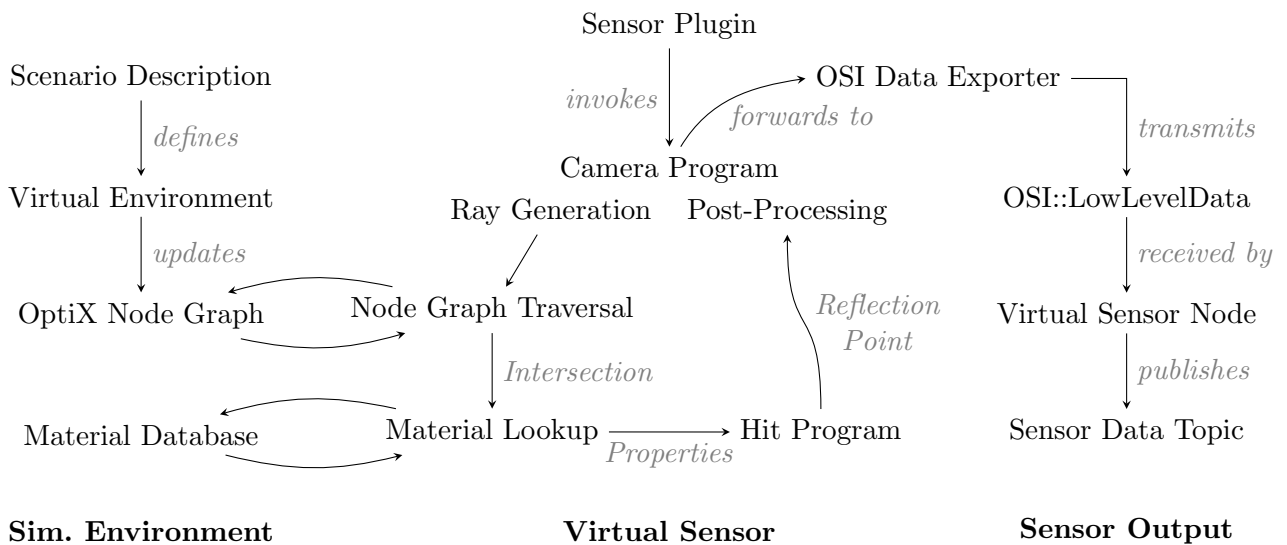 Sensor Plugin
Scenario Description
OSI Data Exporter
invokes
forwards to
defines
transmits
Camera Program
Virtual Environment
OSI::LowLevelData
Ray Generation
Post-Processing
updates
received by
OptiX Node Graph
Node Graph Traversal
Reflection
Point
Virtual Sensor Node
Intersection
publishes
Material Database
Material Lookup
Properties
Hit Program
Sensor Data Topic
Sim. Environment
Virtual Sensor
Sensor Output